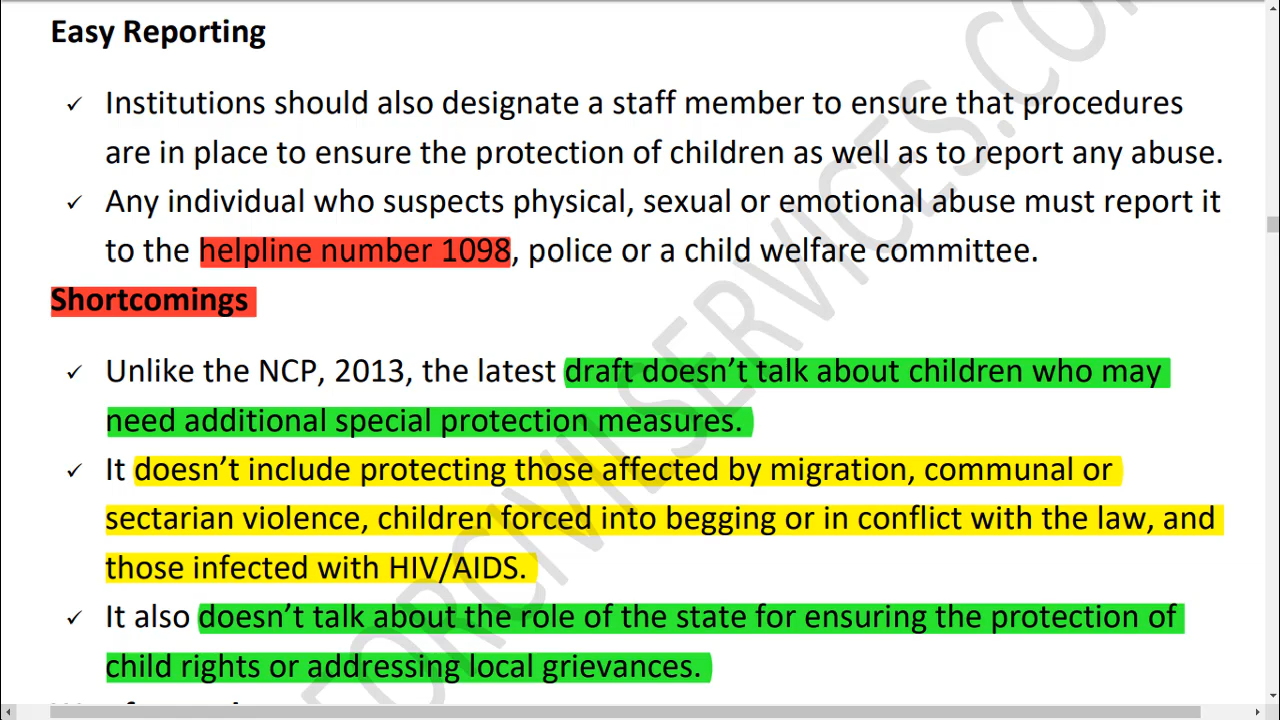 Easy Reporting
✓ Institutions should also designate a staff member to ensure that procedures
are in place to ensure the protection of children as well as to report any abuse.
✓ Any individual who suspects physical, sexual or emotional abuse must report it
to the helpline number 1098, police or a child welfare committee.
Shortcomings
✓ Unlike the NCP, 2013, the latest draft doesn’t talk about children who may
need additional special protection measures.
✓ It doesn’t include protecting those affected by migration, communal or
sectarian violence, children forced into begging or in conflict with the law, and
those infected with HIV/AIDS.
✓ It also doesn’t talk about the role of the state for ensuring the protection of
child rights or addressing local grievances.
FORCIVILSERVICES.CO